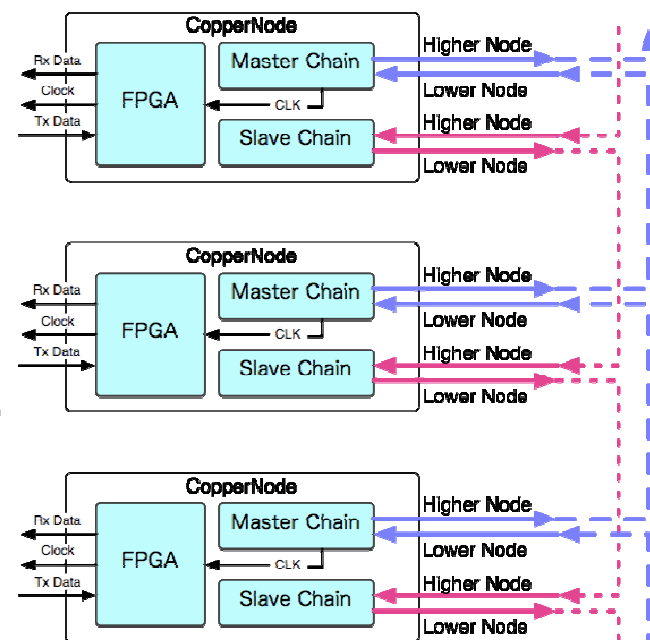 CopperNode
Higher Node
Rx Data
Master Chain
Clock
FPGA
Lower Node
CLK
Tx Data
Higher Node
Slave Chain
Lower Node
CopperNode
Higher Node
Rx Data
Master Chain
Clock
FPGA
Lower Node
CLK
Tx Data
Higher Node
Slave Chain
Lower Node
CopperNode
Higher Node
Rx Data
Master Chain
Clock
FPGA
Lower Node
CLK
Tx Data
Higher Node
Slave Chain
Lower Node